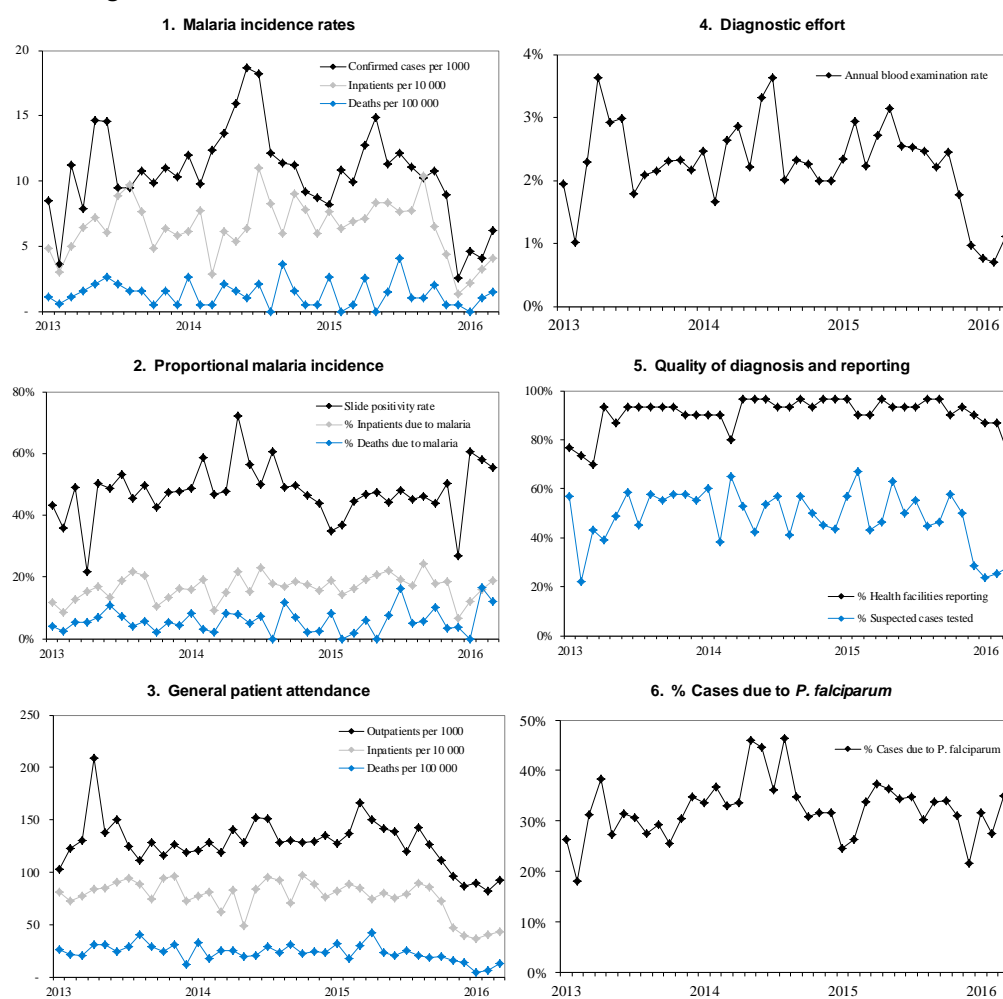 1. Malaria incidence rates
20
15
10
5
-
Confirmed cases per 1000
Inpatients per 10 000
Deaths per 100 000
2013 2014 2015 2016
4. Diagnostic effort
4%
3%
2%
1%
0%
Annual blood examination rate
2013 2014 2015 2016
2. Proportional malaria incidence
80%
60%
40%
20%
0%
Slide positivity rate
% Inpatients due to malaria
% Deaths due to malaria
2013 2014 2015 2016
5. Quality of diagnosis and reporting
100%
80%
60%
40%
20%
0%
% Health facilities reporting
% Suspected cases tested
2013 2014 2015 2016
3. General patient attendance
250
200
150
100
50
-
Outpatients per 1000
Inpatients per 10 000
Deaths per 100 000
2013 2014 2015 2016
6. % Cases due to P. falciparum
50%
40%
30%
20%
10%
0%
% Cases due to P. falciparum
2013 2014 2015 2016